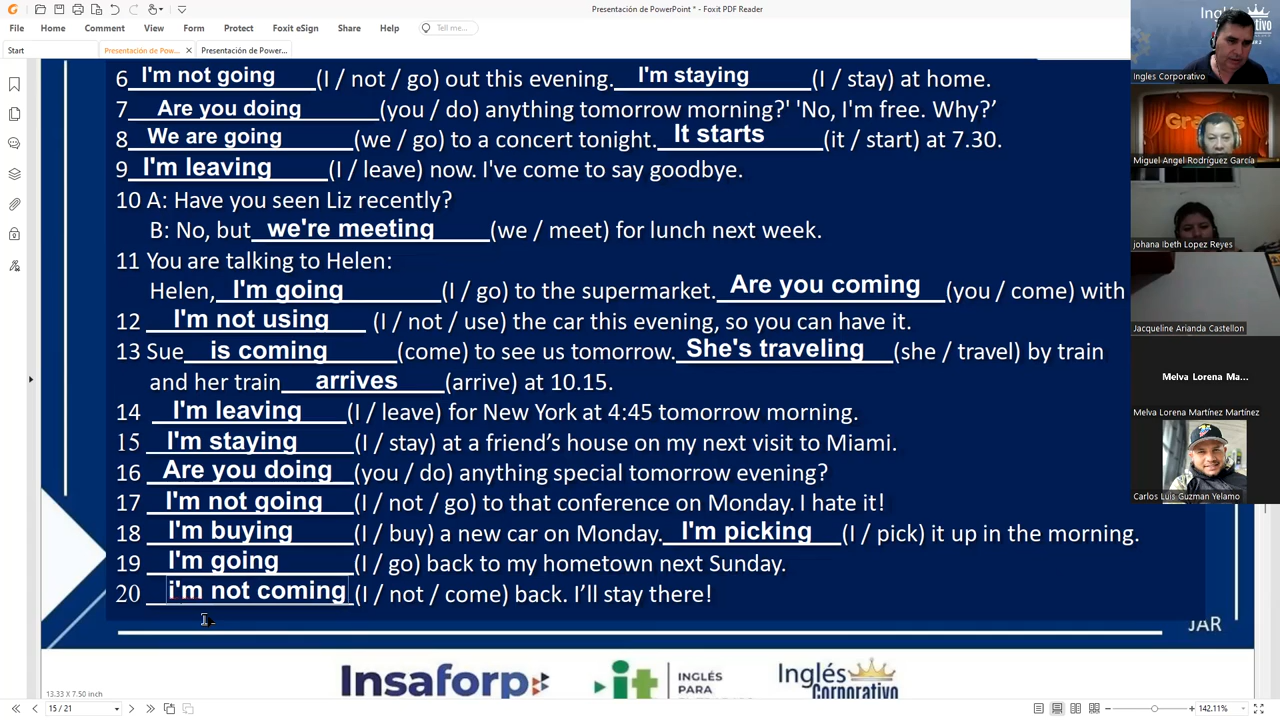 Presentación de PowerPoint * - Foxit PDF Reader
File Home Comment View Form Protect Foxit eSign Share Help Tell me...
Start Presentación de Pow... × Presentación de Power...
6 I'm not going (I / not / go) out this evening. I'm staying (I / stay) at home.
7 Are you doing (you / do) anything tomorrow morning?' 'No, I'm free. Why?’
8 We are going (we / go) to a concert tonight. It starts (it / start) at 7.30.
9 I'm leaving (I / leave) now. I've come to say goodbye.
10 A: Have you seen Liz recently?
B: No, but we're meeting (we / meet) for lunch next week.
11 You are talking to Helen:
Helen, I'm going (I / go) to the supermarket. Are you coming (you / come) with
12 I'm not using (I / not / use) the car this evening, so you can have it.
13 Sue is coming (come) to see us tomorrow. She's traveling (she / travel) by train
and her train arrives (arrive) at 10.15.
14 I'm leaving (I / leave) for New York at 4:45 tomorrow morning.
15 I'm staying (I / stay) at a friend’s house on my next visit to Miami.
16 Are you doing (you / do) anything special tomorrow evening?
17 I'm not going (I / not / go) to that conference on Monday. I hate it!
18 I'm buying (I / buy) a new car on Monday. I'm picking (I / pick) it up in the morning.
19 I'm going (I / go) back to my hometown next Sunday.
20 i'm not coming (I / not / come) back. I’ll stay there!
JAR
Insaforp
it
INGLÉS
PARA
Inglés
Corporativo
13.33 X 7.50 inch
15 / 21
142.11%
Ingles Corporativo
Miguel Angel Rodríguez García
johana Ibeth Lopez Reyes
Jacqueline Arianda Castellon
Melva Lorena Ma...
Melva Lorena Martínez Martínez
Carlos Luis Guzman Yelamo